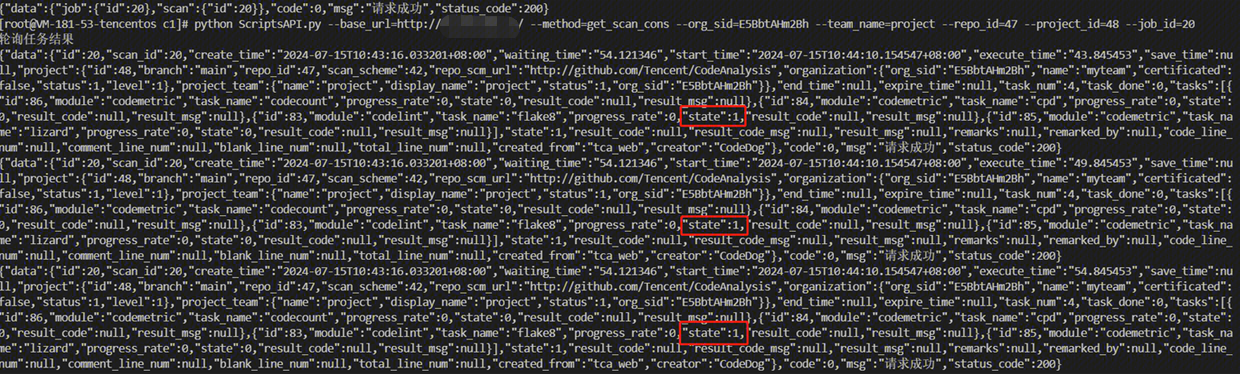 {"data":{"job":{"id":20},"scan":{"id":20}},"code":0,"msg":"请求成功","status_code":200}
[root@VM-181-53-tencentos c1]# python ScriptsAPI.py --base_url=http:// / --method=get_scan_cons --org_sid=E5BbtAHm2Bh --team_name=project --repo_id=47 --project_id=48 --job_id=20
轮询任务结果
{"data":{"id":20,"scan_id":20,"create_time":"2024-07-15T10:43:16.033201+08:00","waiting_time":"54.121346","start_time":"2024-07-15T10:44:10.154547+08:00","execute_time":"43.845453","save_time":nu
ll,"project":{"id":48,"branch":"main","repo_id":47,"scan_scheme":42,"repo_scm_url":"http://github.com/Tencent/CodeAnalysis","organization":{"org_sid":"E5BbtAHm2Bh","name":"myteam","certificated":
false,"status":1,"level":1},"project_team":{"name":"project","display_name":"project","status":1,"org_sid":"E5BbtAHm2Bh"}},"end_time":null,"expire_time":null,"task_num":4,"task_done":0,"tasks":[{
"id":86,"module":"codemetric","task_name":"codecount","progress_rate":0,"state":0,"result_code":null,"result_msg":null},{"id":84,"module":"codemetric","task_name":"cpd","progress_rate":0,"state":
0,"result_code":null,"result_msg":null},{"id":83,"module":"codelint","task_name":"flake8","progress_rate":0,"state":1,"result_code":null,"result_msg":null},{"id":85,"module":"codemetric","task_na
me":"lizard","progress_rate":0,"state":0,"result_code":null,"result_msg":null}],"state":1,"result_code":null,"result_code_msg":null,"result_msg":null,"remarks":null,"remarked_by":null,"code_line_
num":null,"comment_line_num":null,"blank_line_num":null,"total_line_num":null,"created_from":"tca_web","creator":"CodeDog"},"code":0,"msg":"请求成功","status_code":200}
{"data":{"id":20,"scan_id":20,"create_time":"2024-07-15T10:43:16.033201+08:00","waiting_time":"54.121346","start_time":"2024-07-15T10:44:10.154547+08:00","execute_time":"49.845453","save_time":nu
ll,"project":{"id":48,"branch":"main","repo_id":47,"scan_scheme":42,"repo_scm_url":"http://github.com/Tencent/CodeAnalysis","organization":{"org_sid":"E5BbtAHm2Bh","name":"myteam","certificated":
false,"status":1,"level":1},"project_team":{"name":"project","display_name":"project","status":1,"org_sid":"E5BbtAHm2Bh"}},"end_time":null,"expire_time":null,"task_num":4,"task_done":0,"tasks":[{
"id":86,"module":"codemetric","task_name":"codecount","progress_rate":0,"state":0,"result_code":null,"result_msg":null},{"id":84,"module":"codemetric","task_name":"cpd","progress_rate":0,"state":
0,"result_code":null,"result_msg":null},{"id":83,"module":"codelint","task_name":"flake8","progress_rate":0,"state":1,"result_code":null,"result_msg":null},{"id":85,"module":"codemetric","task_na
me":"lizard","progress_rate":0,"state":0,"result_code":null,"result_msg":null}],"state":1,"result_code":null,"result_code_msg":null,"result_msg":null,"remarks":null,"remarked_by":null,"code_line_
num":null,"comment_line_num":null,"blank_line_num":null,"total_line_num":null,"created_from":"tca_web","creator":"CodeDog"},"code":0,"msg":"请求成功","status_code":200}
{"data":{"id":20,"scan_id":20,"create_time":"2024-07-15T10:43:16.033201+08:00","waiting_time":"54.121346","start_time":"2024-07-15T10:44:10.154547+08:00","execute_time":"54.845453","save_time":nu
ll,"project":{"id":48,"branch":"main","repo_id":47,"scan_scheme":42,"repo_scm_url":"http://github.com/Tencent/CodeAnalysis","organization":{"org_sid":"E5BbtAHm2Bh","name":"myteam","certificated":
false,"status":1,"level":1},"project_team":{"name":"project","display_name":"project","status":1,"org_sid":"E5BbtAHm2Bh"}},"end_time":null,"expire_time":null,"task_num":4,"task_done":0,"tasks":[{
"id":86,"module":"codemetric","task_name":"codecount","progress_rate":0,"state":0,"result_code":null,"result_msg":null},{"id":84,"module":"codemetric","task_name":"cpd","progress_rate":0,"state":
0,"result_code":null,"result_msg":null},{"id":83,"module":"codelint","task_name":"flake8","progress_rate":0,"state":1,"result_code":null,"result_msg":null},{"id":85,"module":"codemetric","task_na
me":"lizard","progress_rate":0,"state":0,"result_code":null,"result_msg":null}],"state":1,"result_code":null,"result_code_msg":null,"result_msg":null,"remarks":null,"remarked_by":null,"code_line_
num":null,"comment_line_num":null,"blank_line_num":null,"total_line_num":null,"created_from":"tca_web","creator":"CodeDog"},"code":0,"msg":"请求成功","status_code":200}